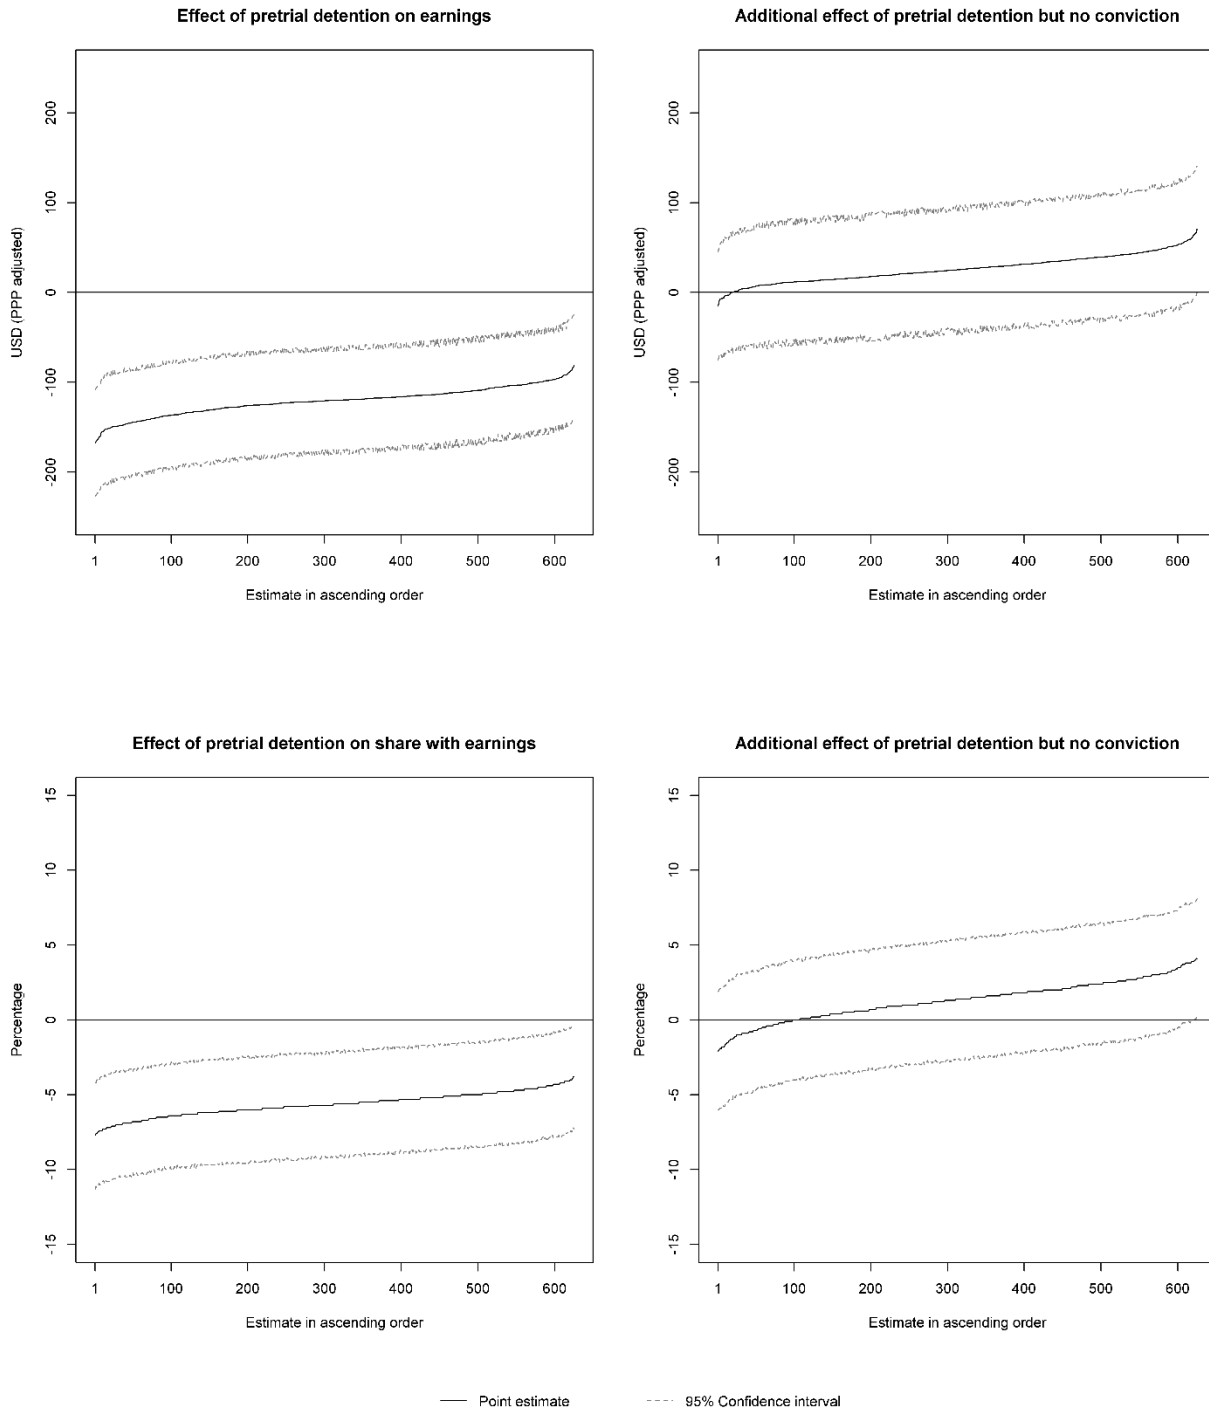 Effect of pretrial detention on earnings
Additional effect of pretrial detention but no conviction
USD (PPP adjusted)
200
100
0
-100
-200
1 100 200 300 400 500 600
Estimate in ascending order
USD (PPP adjusted)
200
100
0
-100
-200
1 100 200 300 400 500 600
Estimate in ascending order
Effect of pretrial detention on share with earnings
Additional effect of pretrial detention but no conviction
Percentage
15
10
5
0
-5
-10
-15
1 100 200 300 400 500 600
Estimate in ascending order
Percentage
15
10
5
0
-5
-10
-15
1 100 200 300 400 500 600
Estimate in ascending order
Point estimate
95% Confidence interval